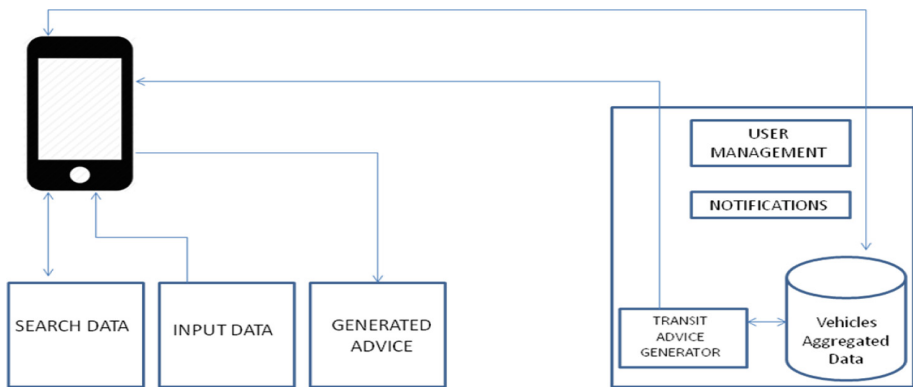 USER
MANAGEMENT
NOTIFICATIONS
SEARCH DATA
INPUT DATA
GENERATED
ADVICE
TRANSIT
ADVICE
GENERATOR
Vehicles
Aggregated
Data